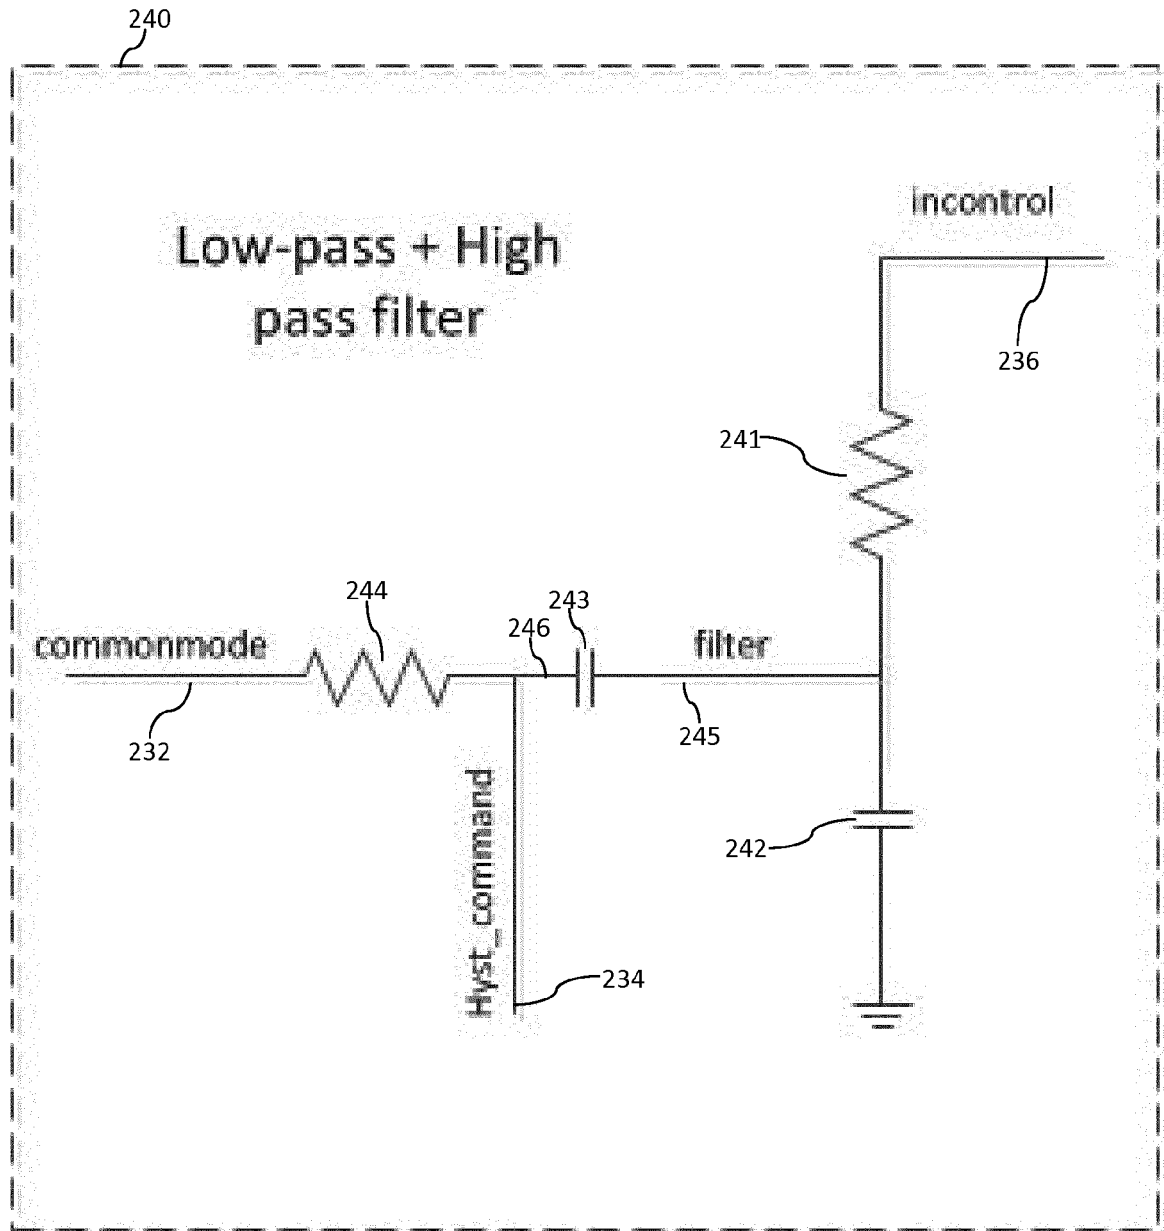 240
incontrol
Low-pass + High
pass filter
236
241
244
243
246
commonmode
filter
232
245
Hyst_command
242
234